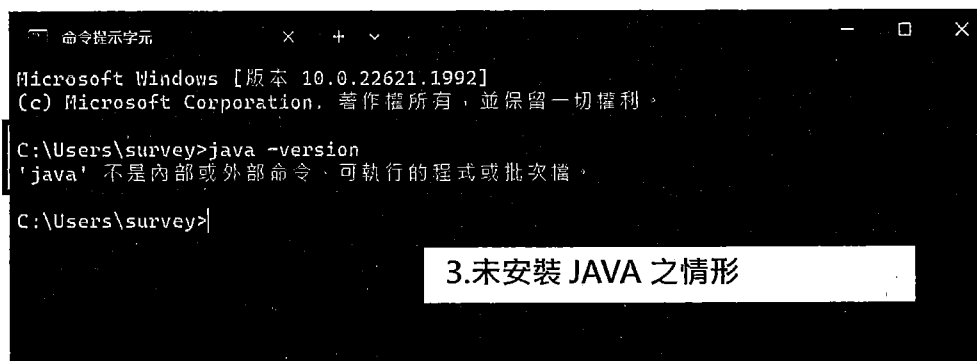 命令提示字元
Microsoft Windows [版本 10.0.22621.1992]
(c) Microsoft Corporation. 著作權所有，並保留一切權利。
C:\Users\survey>java -version
'java' 不是內部或外部命令、可執行的程式或批次檔。
C:\Users\survey>
3.未安裝 JAVA 之情形